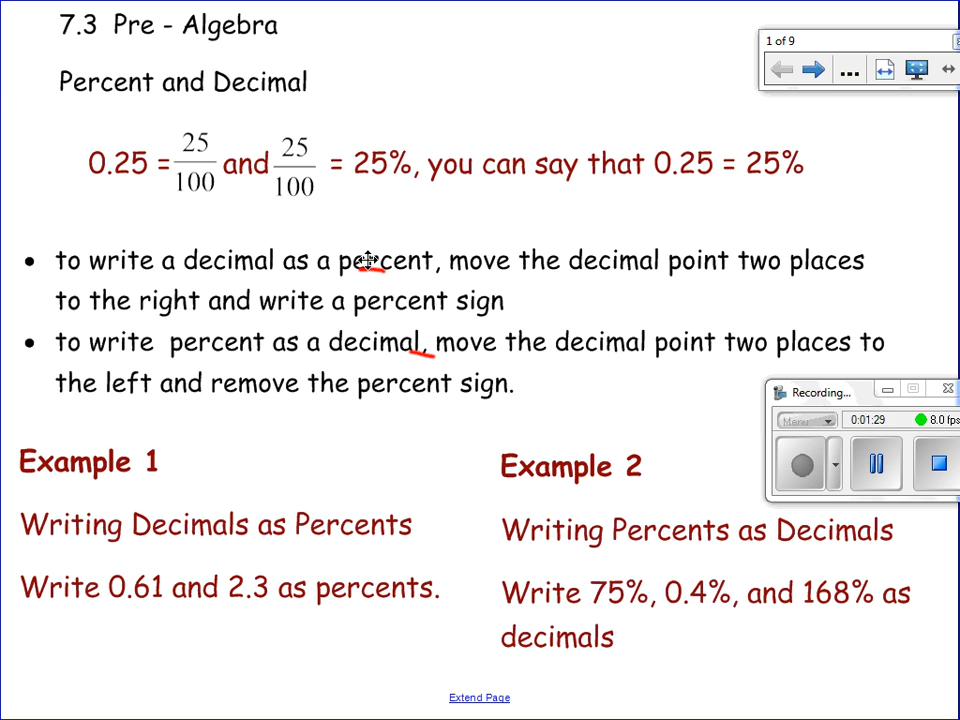 7.3 Pre - Algebra
1 of 9
Percent and Decimal
0.25 = 25/100 and 25/100 = 25%, you can say that 0.25 = 25%
• to write a decimal as a percent, move the decimal point two places
to the right and write a percent sign
• to write percent as a decimal, move the decimal point two places to
the left and remove the percent sign.
Recording...
Menu 0:01:29 8.0 fps
Example 1
Example 2
Writing Decimals as Percents
Writing Percents as Decimals
Write 0.61 and 2.3 as percents.
Write 75%, 0.4%, and 168% as
decimals
Extend Page